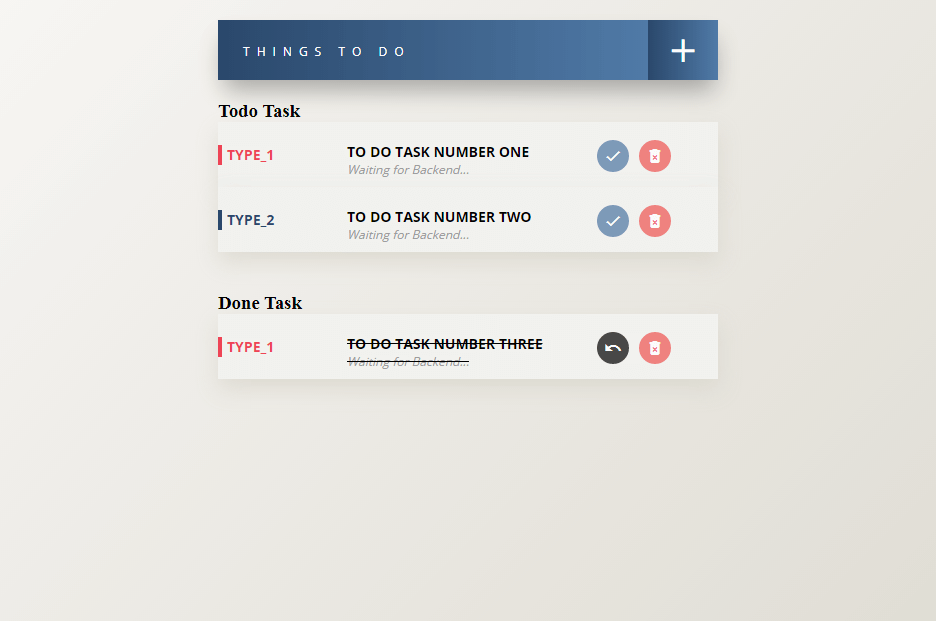 THINGS TO DO
Todo Task
TYPE_1
TO DO TASK NUMBER ONE
Waiting for Backend...
TYPE_2
TO DO TASK NUMBER TWO
Waiting for Backend...
Done Task
TYPE_1
TO DO TASK NUMBER THREE
Waiting for Backend...